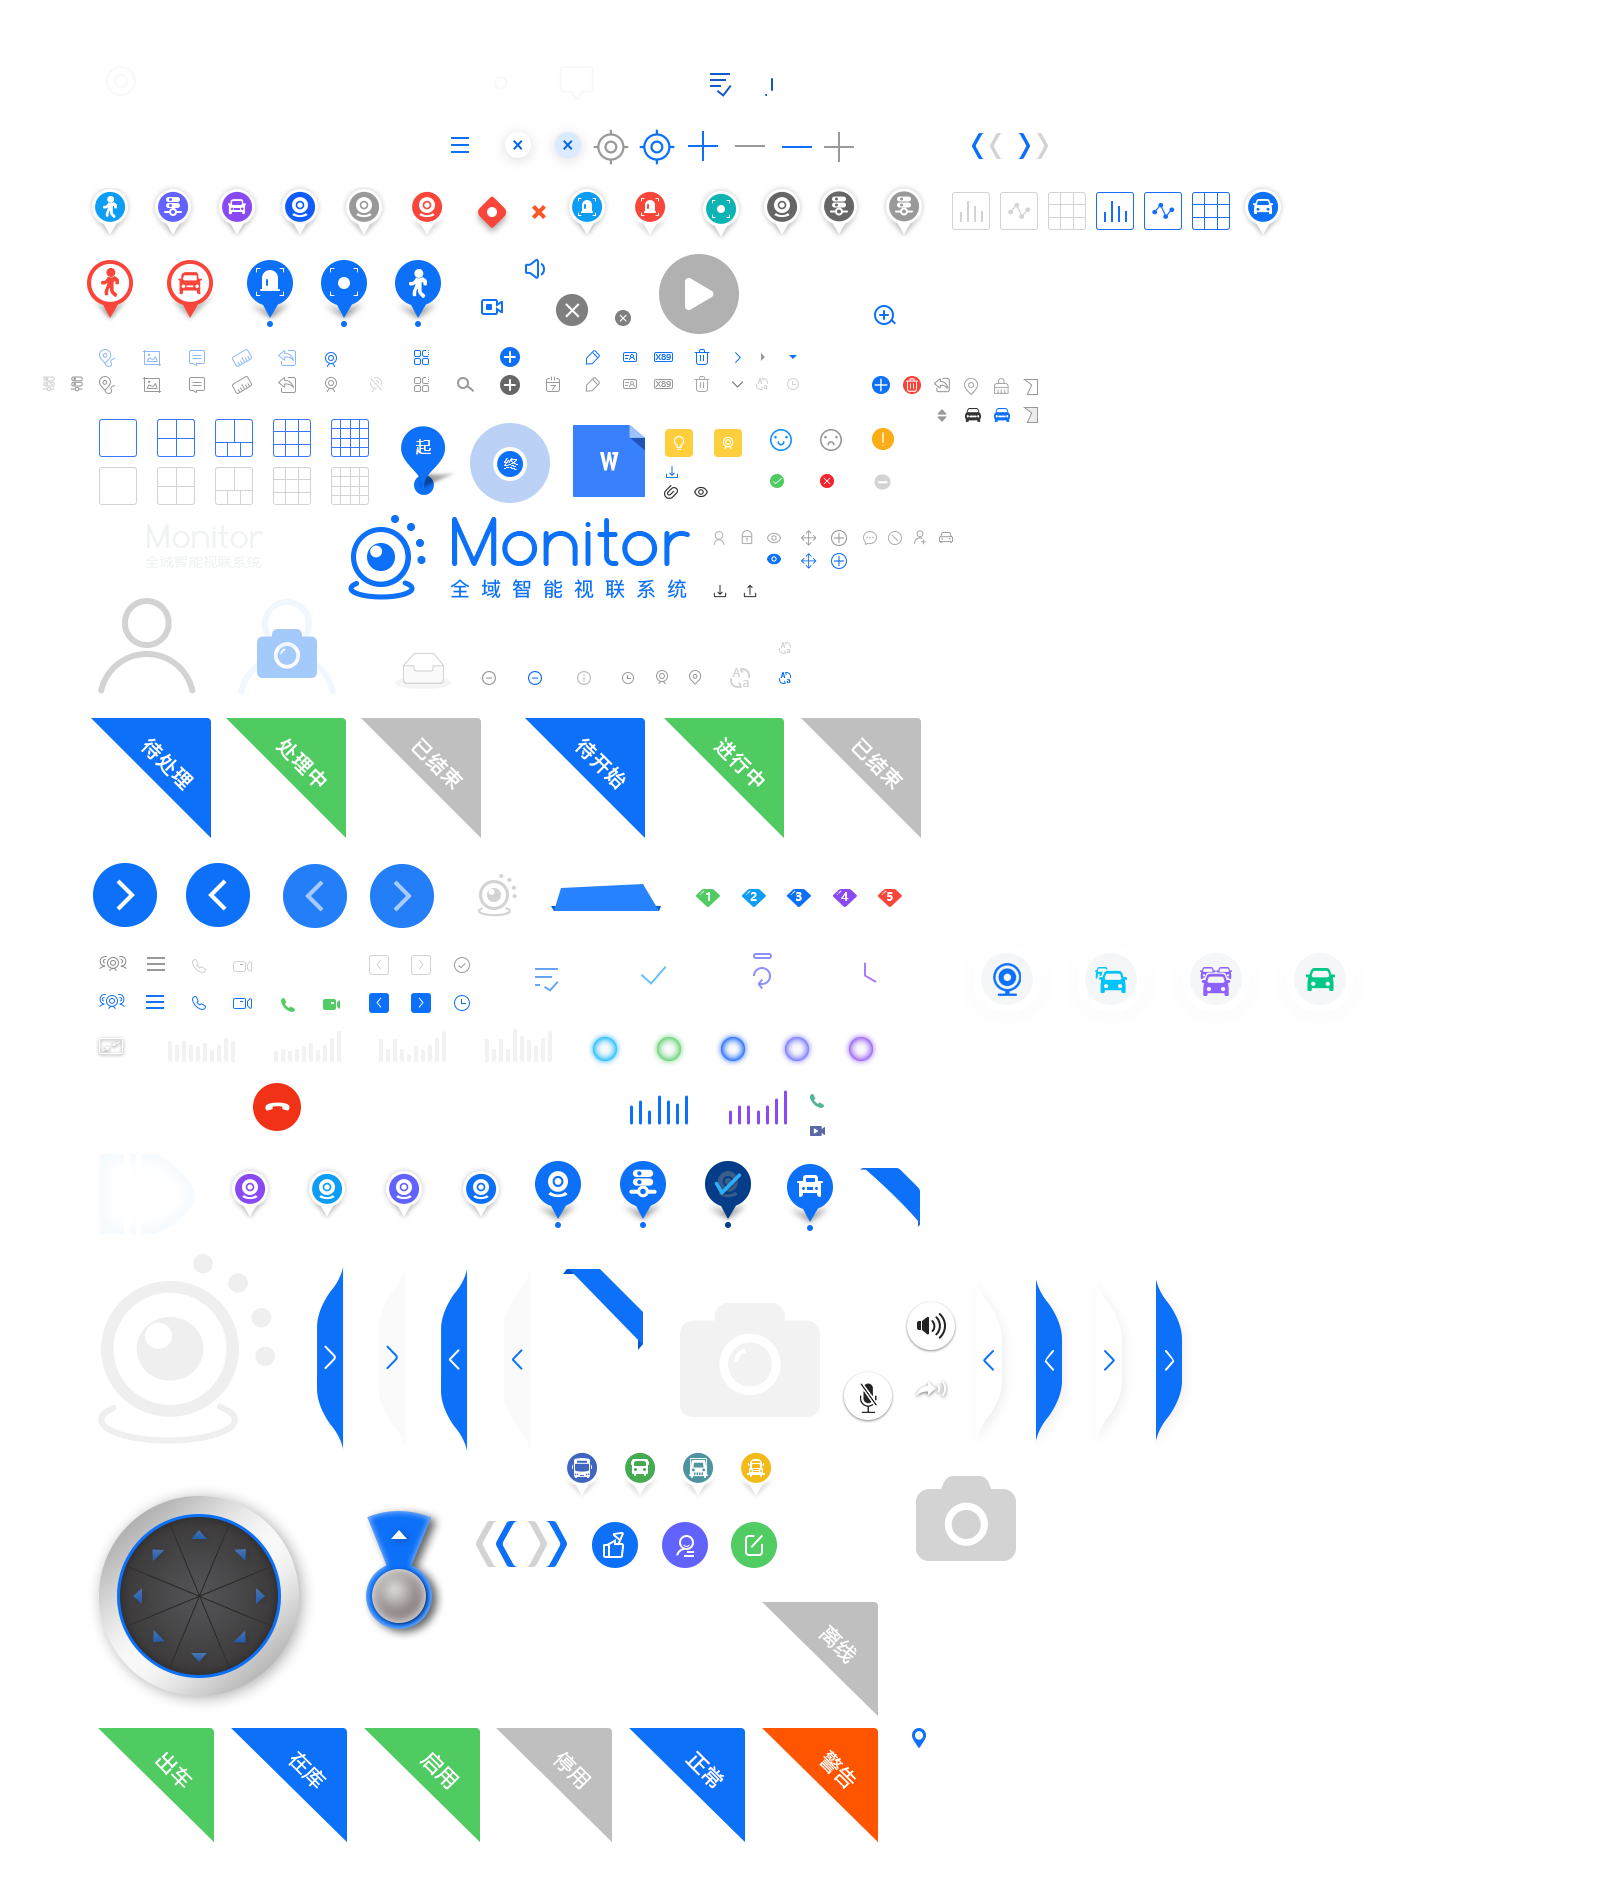 X89
7
X89
起
终
W
Monitor
全域智能视联系统
Monitor
全域智能视联系统
A
a
待处理
处理中
已结束
待开始
进行中
已结束
1
2
3
4
5
离线
出车
在库
启用
停用
正常
警告